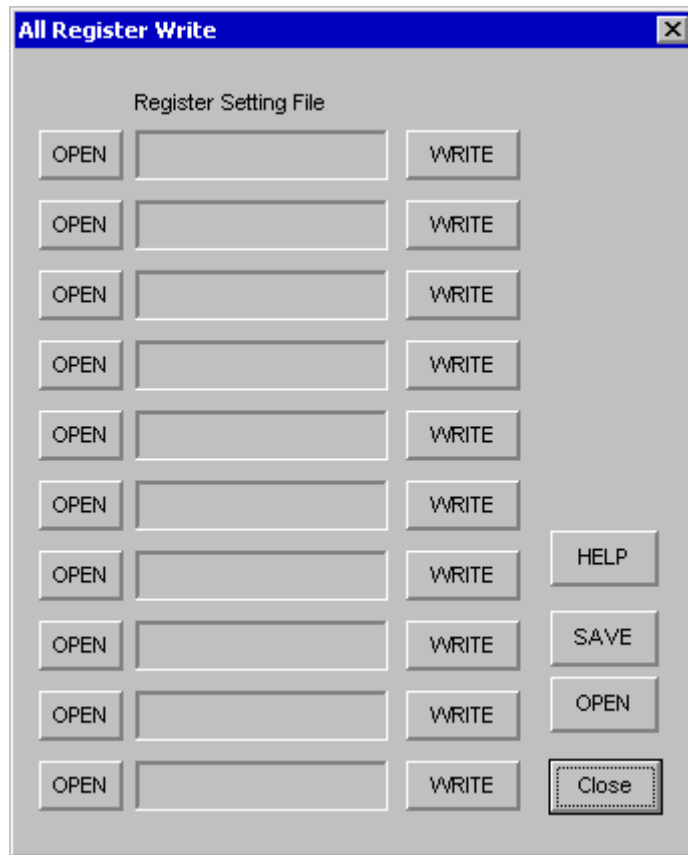 All Register Write
Register Setting File
OPEN WRITE
OPEN WRITE
OPEN WRITE
OPEN WRITE
OPEN WRITE
OPEN WRITE
OPEN WRITE
HELP
OPEN WRITE
SAVE
OPEN WRITE
OPEN
OPEN WRITE
Close